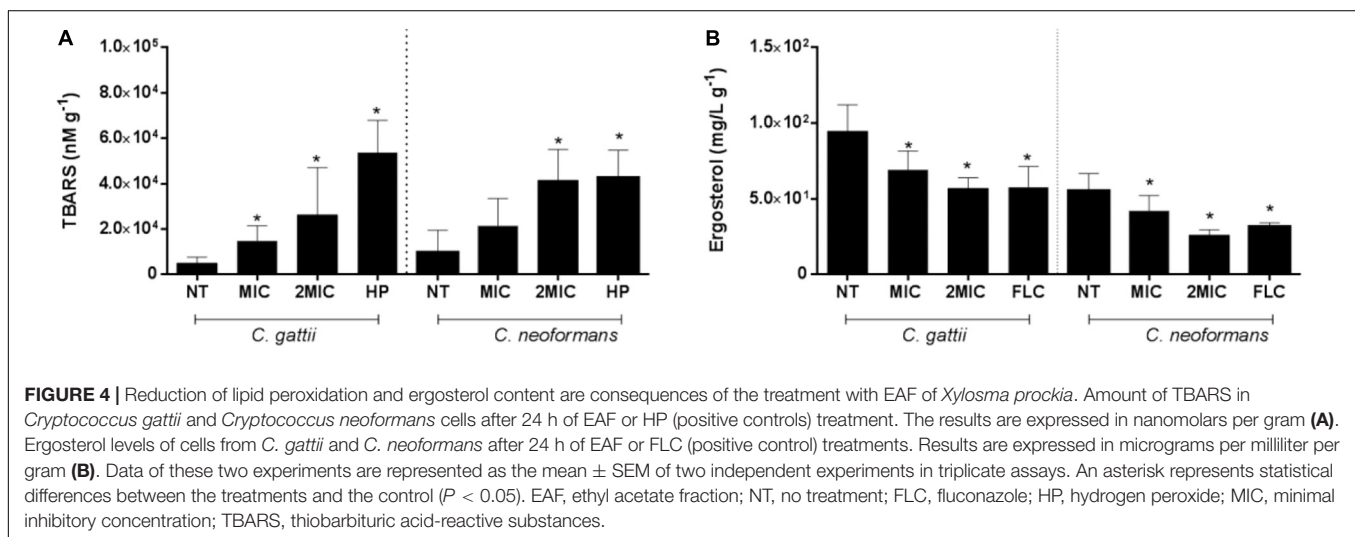 A
1.0×10⁵
8.0×10⁴
6.0×10⁴
4.0×10⁴
2.0×10⁴
0
TBARS (nM g⁻¹)
* * * * *
NT MIC 2MIC HP NT MIC 2MIC HP
C. gattii C. neoformans
B
1.5×10²
1.0×10²
5.0×10¹
0
Ergosterol (mg/L g⁻¹)
* * * * * *
NT MIC 2MIC FLC NT MIC 2MIC FLC
C. gattii C. neoformans
FIGURE 4 | Reduction of lipid peroxidation and ergosterol content are consequences of the treatment with EAF of Xylosma prockia. Amount of TBARS in
Cryptococcus gattii and Cryptococcus neoformans cells after 24 h of EAF or HP (positive controls) treatment. The results are expressed in nanomolars per gram (A).
Ergosterol levels of cells from C. gattii and C. neoformans after 24 h of EAF or FLC (positive control) treatments. Results are expressed in micrograms per milliliter per
gram (B). Data of these two experiments are represented as the mean ± SEM of two independent experiments in triplicate assays. An asterisk represents statistical
differences between the treatments and the control (P < 0.05). EAF, ethyl acetate fraction; NT, no treatment; FLC, fluconazole; HP, hydrogen peroxide; MIC, minimal
inhibitory concentration; TBARS, thiobarbituric acid-reactive substances.